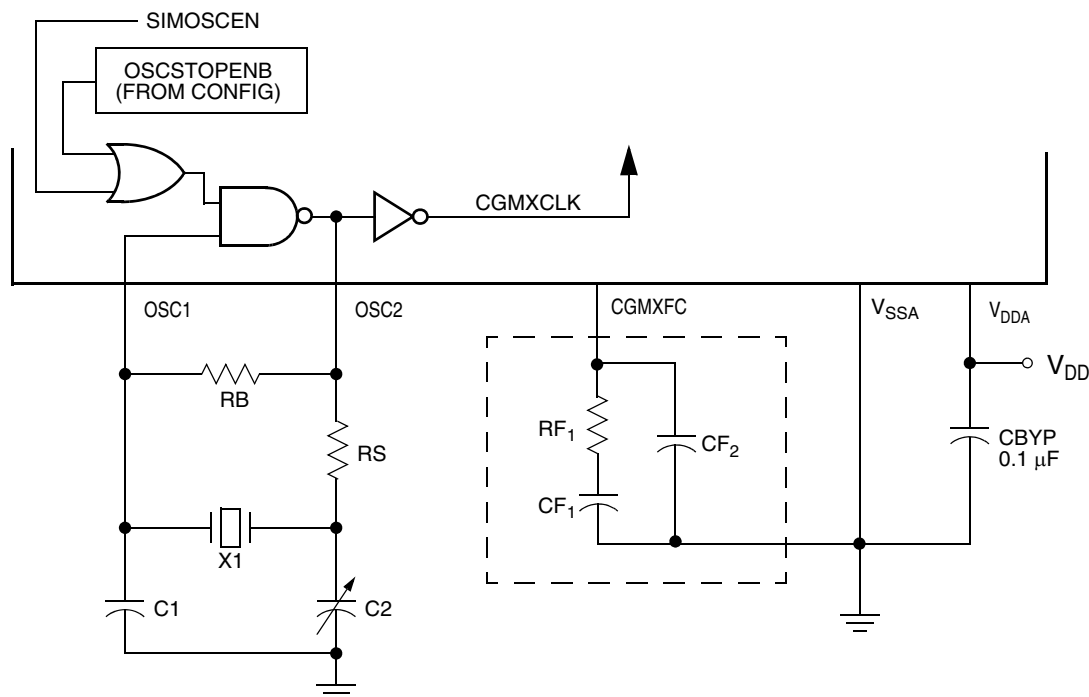 SIMOSCEN
OSCSTOPENB
(FROM CONFIG)
CGMXCLK
OSC1
OSC2
CGMXFC
VSSA
VDDA
VDD
RB
RS
RF1
CF2
CBYP
0.1 μF
CF1
X1
C1
C2